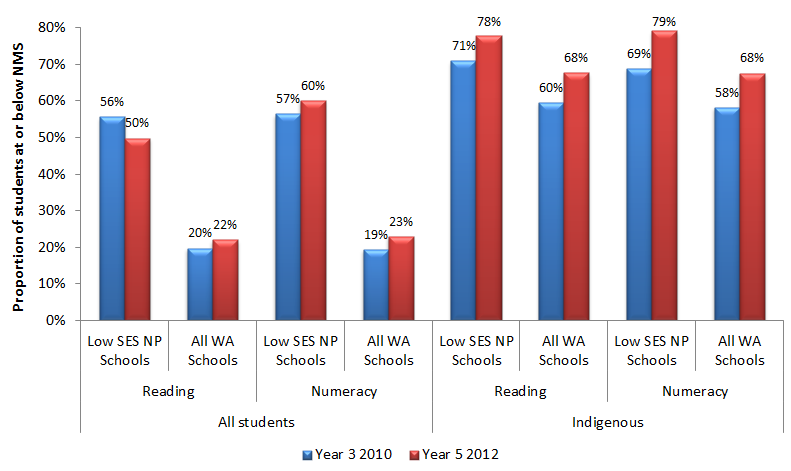 Proportion of students at or below NMS
80%
70%
60%
50%
40%
30%
20%
10%
0%
56%
50%
20%
22%
57%
60%
19%
23%
71%
78%
60%
68%
69%
79%
58%
68%
Low SES NP
Schools
All WA
Schools
Low SES NP
Schools
All WA
Schools
Low SES NP
Schools
All WA
Schools
Low SES NP
Schools
All WA
Schools
Reading
Numeracy
Reading
Numeracy
All students
Indigenous
Year 3 2010
Year 5 2012